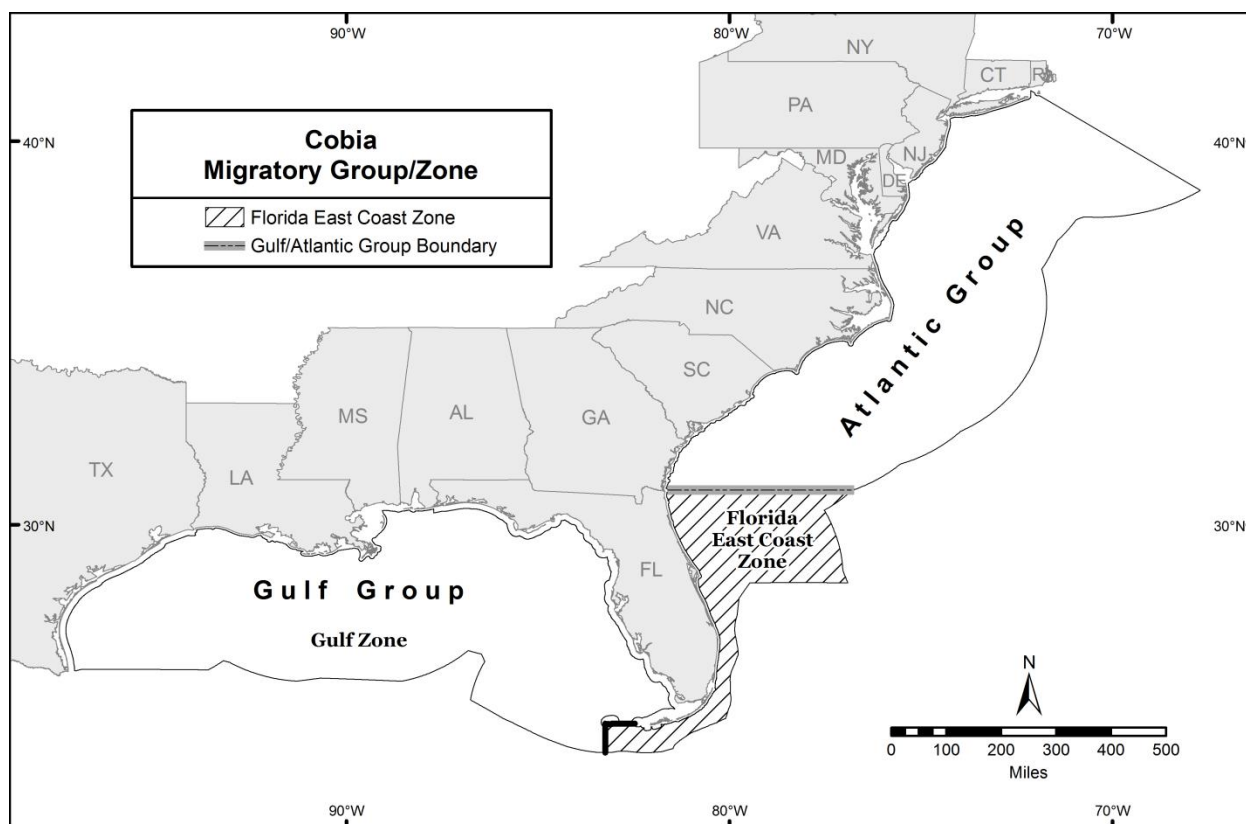 90°W
80°W
70°W
40°N
40°N
30°N
30°N
90°W
80°W
70°W
Cobia
Migratory Group/Zone
Florida East Coast Zone
Gulf/Atlantic Group Boundary
NY
CT
PA
NJ
MD
DE
VA
NC
SC
TX
LA
MS
AL
GA
FL
Atlantic Group
Florida
East Coast
Zone
Gulf Group
Gulf Zone
N
0 100 200 300 400 500
Miles